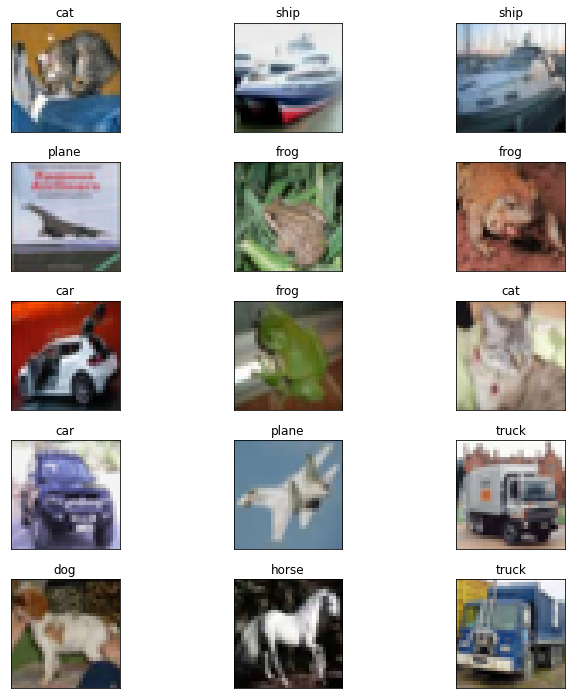 cat
ship
ship
plane
frog
frog
car
frog
cat
car
plane
truck
dog
horse
truck